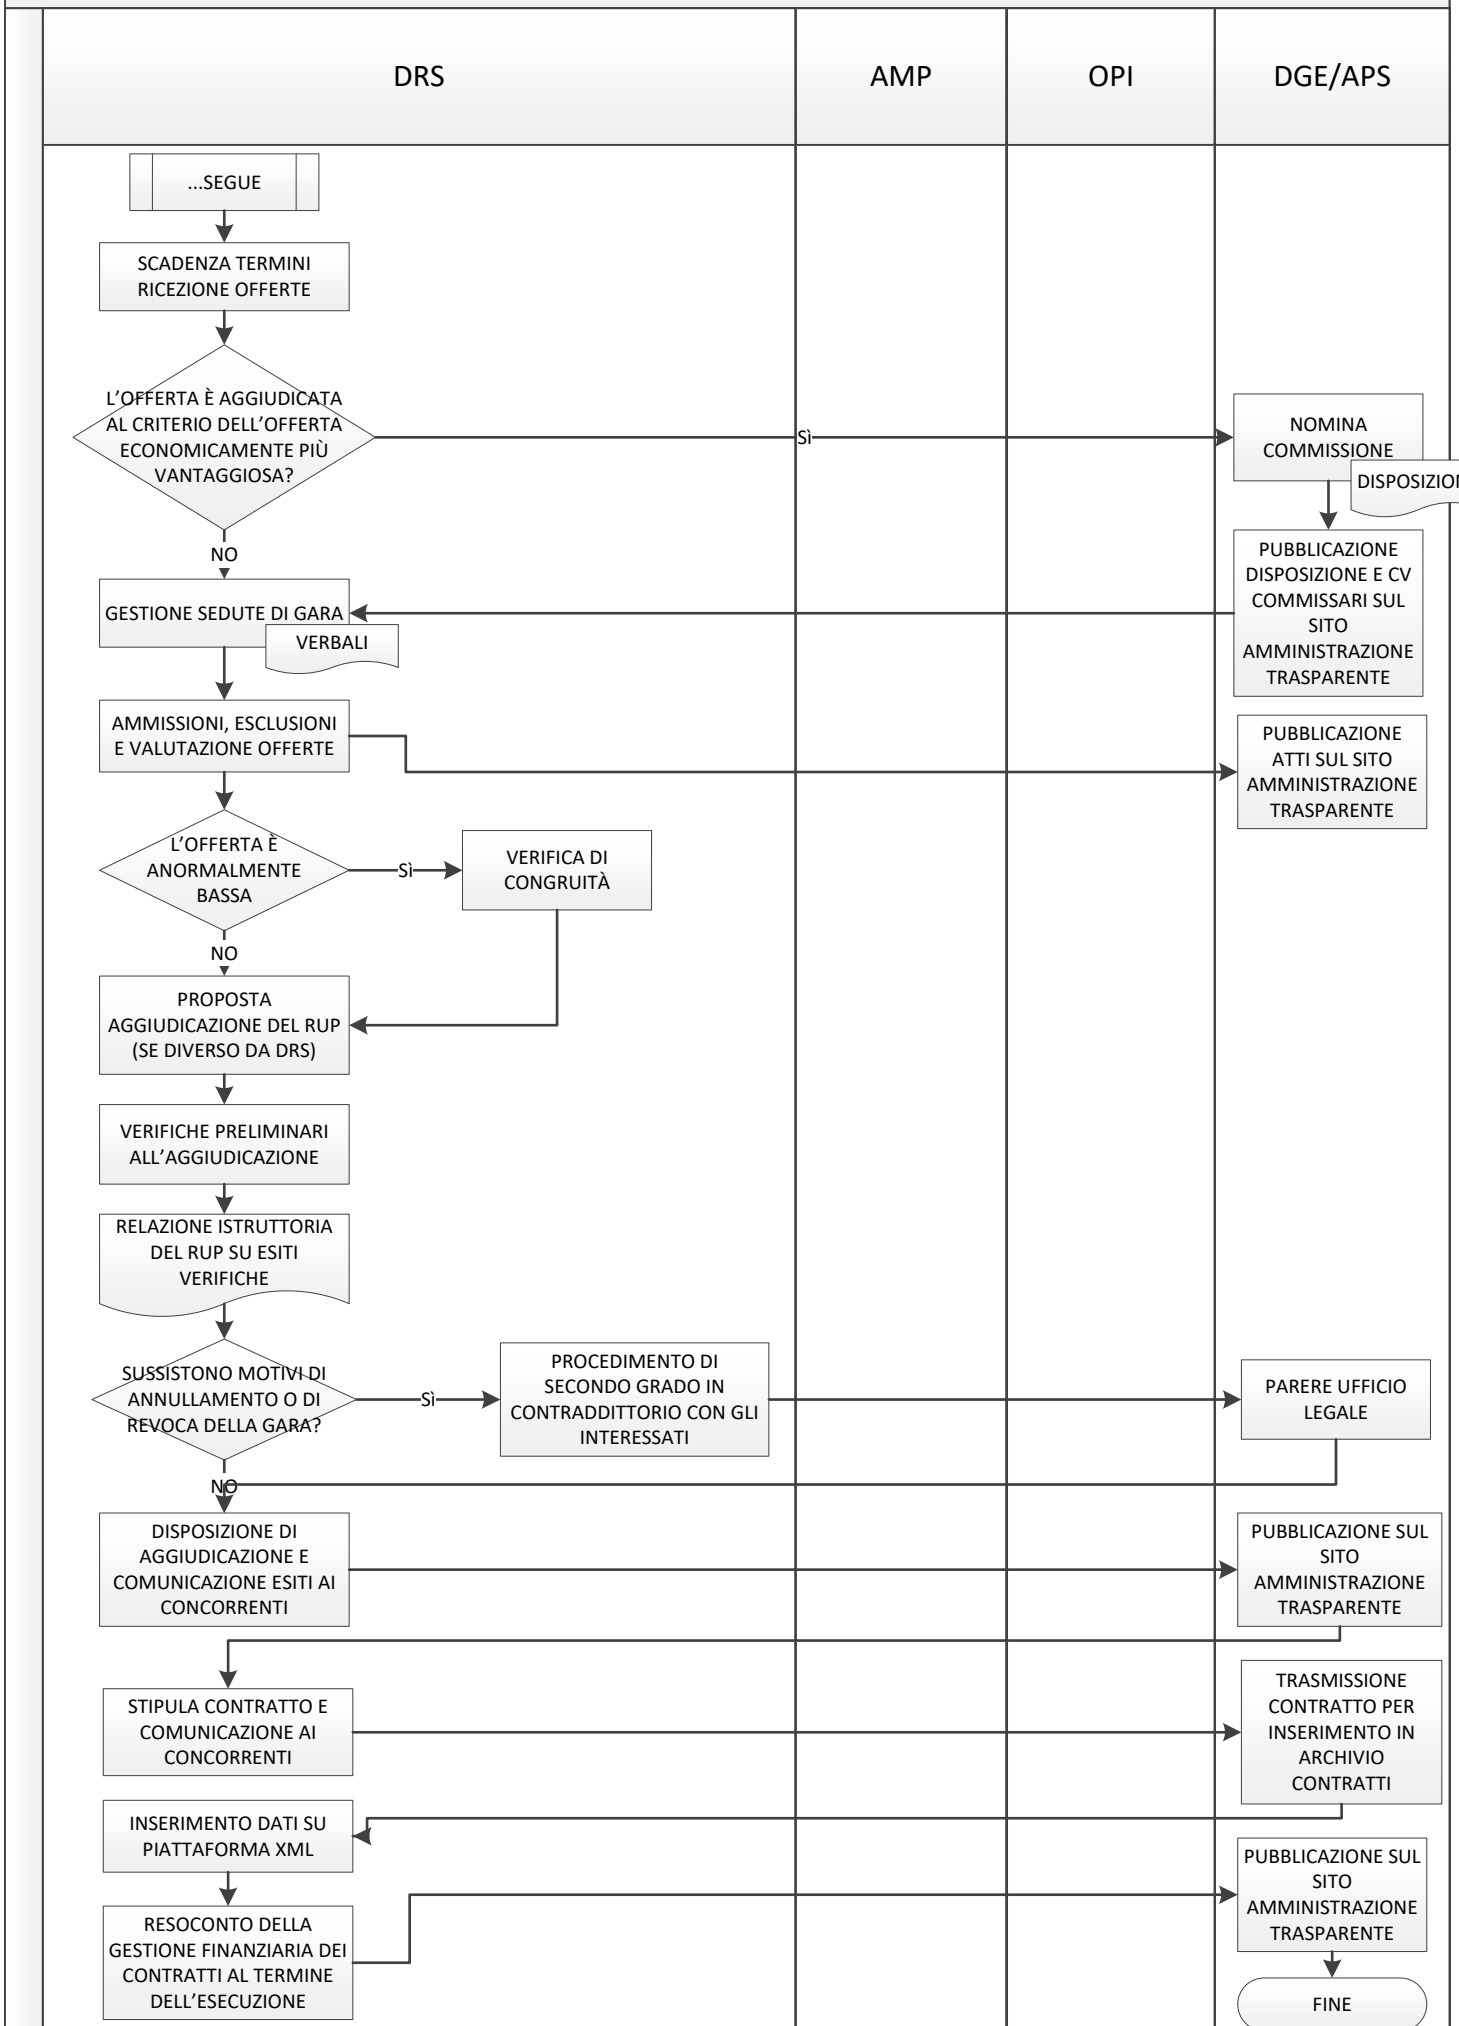 DRS
AMP
OPI
DGE/APS
...SEGUE
SCADENZA TERMINI
RICEZIONE OFFERTE
L’OFFERTA È AGGIUDICATA
AL CRITERIO DELL’OFFERTA
ECONOMICAMENTE PIÙ
VANTAGGIOSA?
Sì
NOMINA
COMMISSIONE
DISPOSIZION
NO
PUBBLICAZIONE
DISPOSIZIONE E CV
COMMISSARI SUL
SITO
AMMINISTRAZIONE
TRASPARENTE
GESTIONE SEDUTE DI GARA
VERBALI
AMMISSIONI, ESCLUSIONI
E VALUTAZIONE OFFERTE
PUBBLICAZIONE
ATTI SUL SITO
AMMINISTRAZIONE
TRASPARENTE
L’OFFERTA È
ANORMALMENTE
BASSA
Sì
VERIFICA DI
CONGRUITÀ
NO
PROPOSTA
AGGIUDICAZIONE DEL RUP
(SE DIVERSO DA DRS)
VERIFICHE PRELIMINARI
ALL’AGGIUDICAZIONE
RELAZIONE ISTRUTTORIA
DEL RUP SU ESITI
VERIFICHE
SUSSISTONO MOTIVI DI
ANNULLAMENTO O DI
REVOCA DELLA GARA?
Sì
PROCEDIMENTO DI
SECONDO GRADO IN
CONTRADDITTORIO CON GLI
INTERESSATI
PARERE UFFICIO
LEGALE
NO
DISPOSIZIONE DI
AGGIUDICAZIONE E
COMUNICAZIONE ESITI AI
CONCORRENTI
PUBBLICAZIONE SUL
SITO
AMMINISTRAZIONE
TRASPARENTE
STIPULA CONTRATTO E
COMUNICAZIONE AI
CONCORRENTI
TRASMISSIONE
CONTRATTO PER
INSERIMENTO IN
ARCHIVIO
CONTRATTI
INSERIMENTO DATI SU
PIATTAFORMA XML
PUBBLICAZIONE SUL
SITO
AMMINISTRAZIONE
TRASPARENTE
RESOCONTO DELLA
GESTIONE FINANZIARIA DEI
CONTRATTI AL TERMINE
DELL’ESECUZIONE
FINE